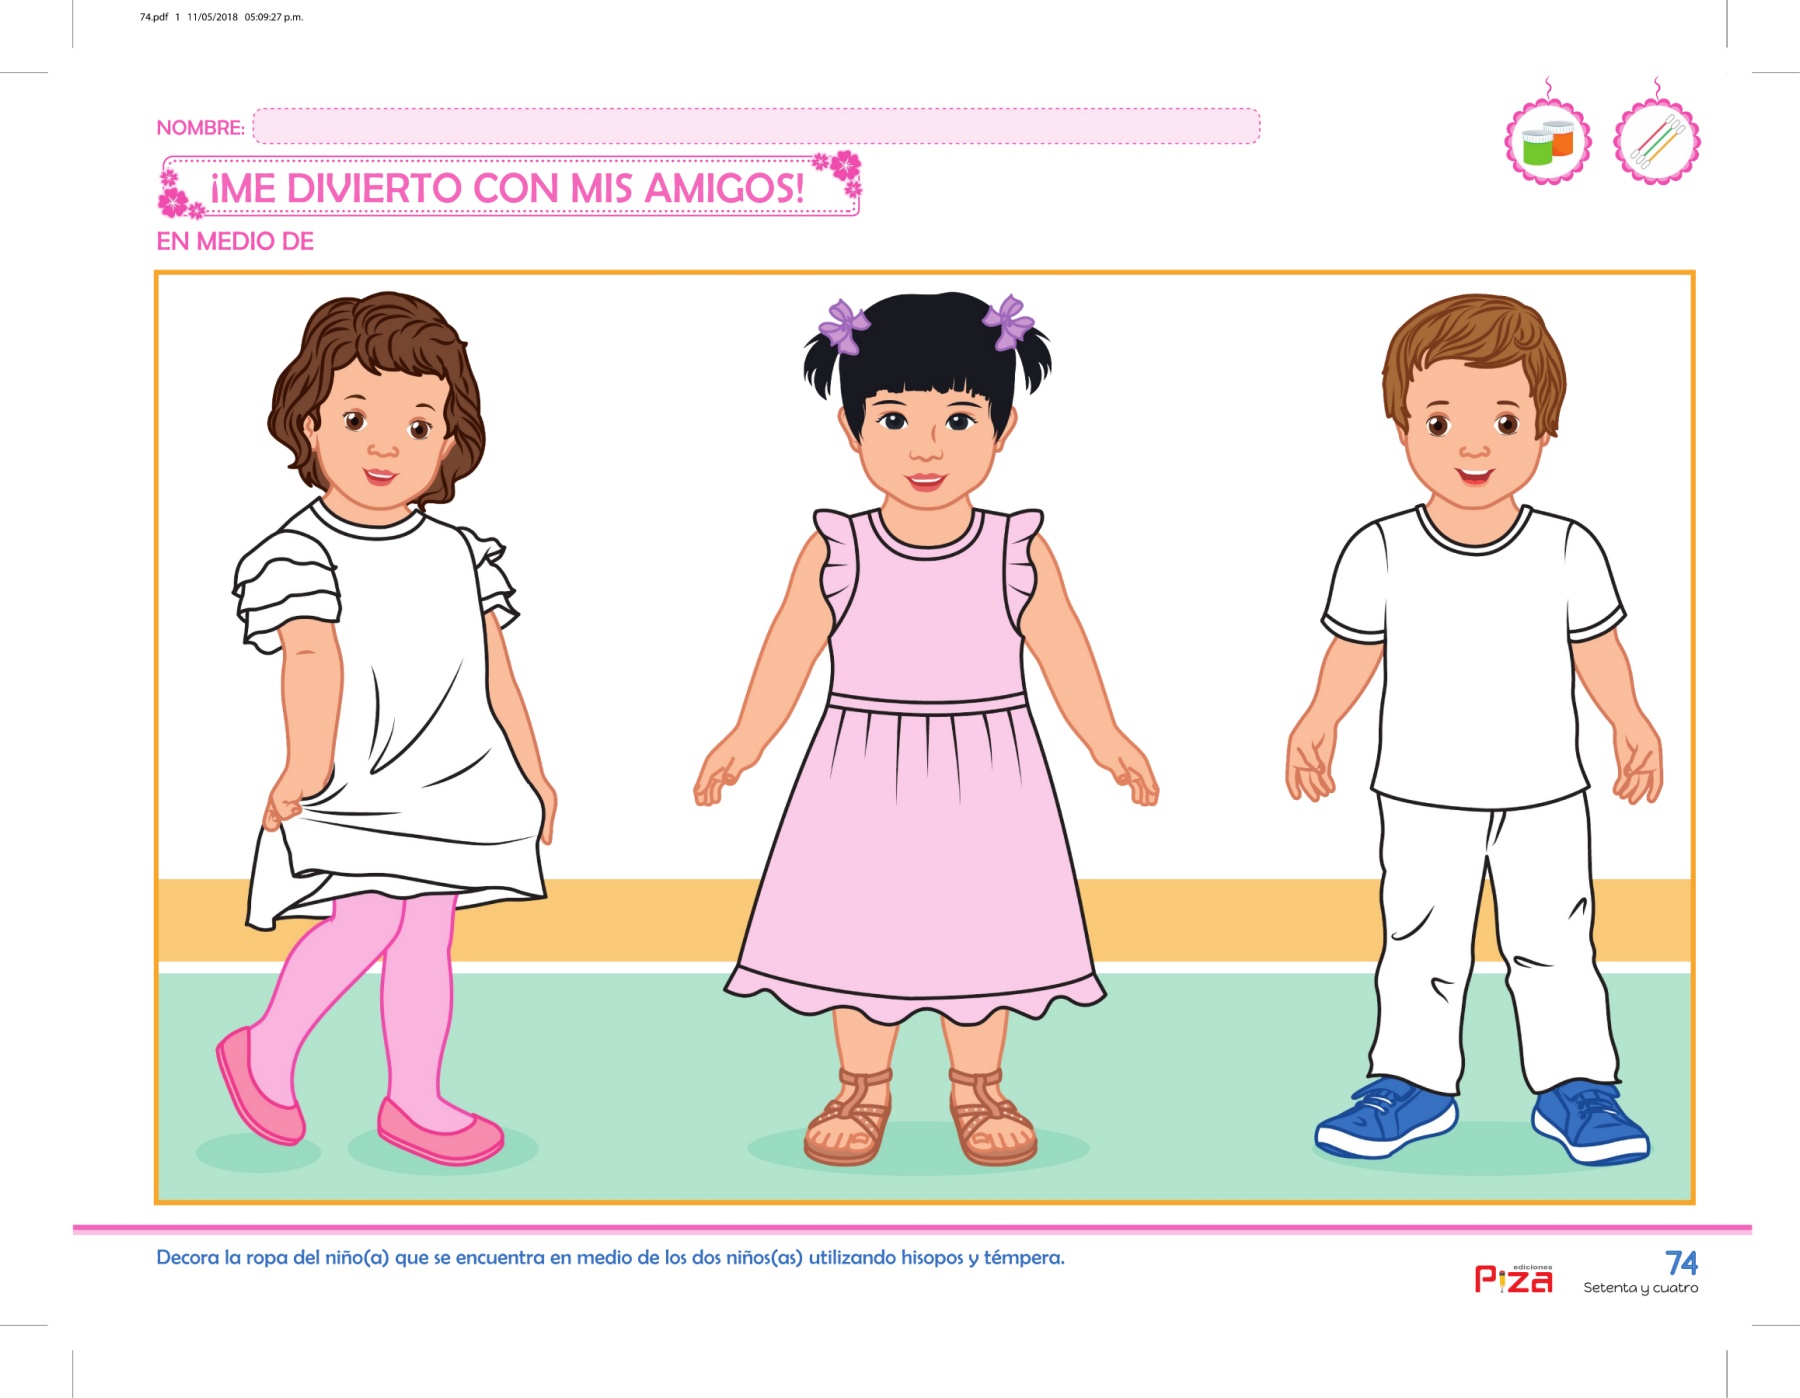 74.pdf 1 11/05/2018 05:09:27 p.m.
NOMBRE:
¡ME DIVIERTO CON MIS AMIGOS!
EN MEDIO DE
Decora la ropa del niño(a) que se encuentra en medio de los dos niños(as) utilizando hisopos y témpera.
ediciones
Piza
74
Setenta y cuatro